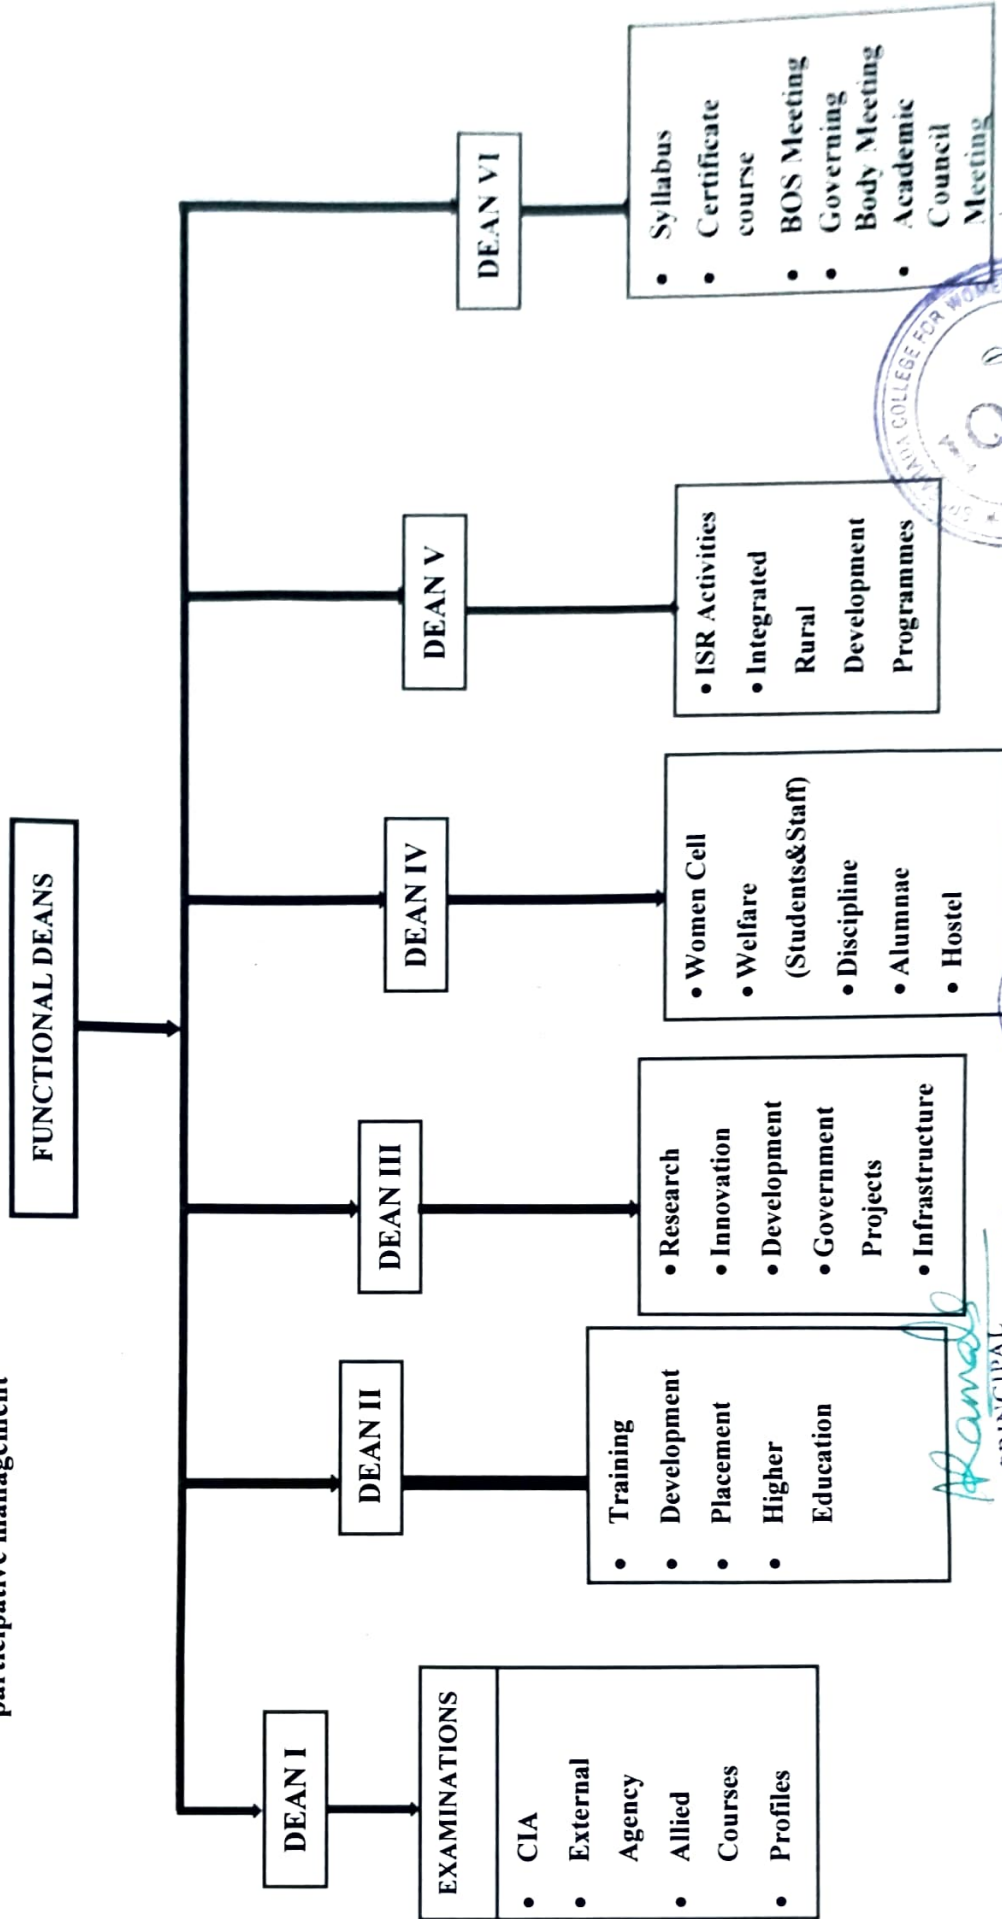 participative management
FUNCTIONAL DEANS
DEAN I
EXAMINATIONS
• CIA
• External
Agency
• Allied
Courses
• Profiles
DEAN II
• Training
• Development
• Placement
• Higher
Education
DEAN III
• Research
• Innovation
• Development
• Government
Projects
• Infrastructure
DEAN IV
• Women Cell
• Welfare
(Students&Staff)
• Discipline
• Alumnae
• Hostel
DEAN V
• ISR Activities
• Integrated
Rural
Development
Programmes
DEAN VI
• Syllabus
• Certificate
course
• BOS Meeting
• Governing
Body Meeting
• Academic
Council
Meeting
PRINCIPAL
COLLEGE FOR WOMEN